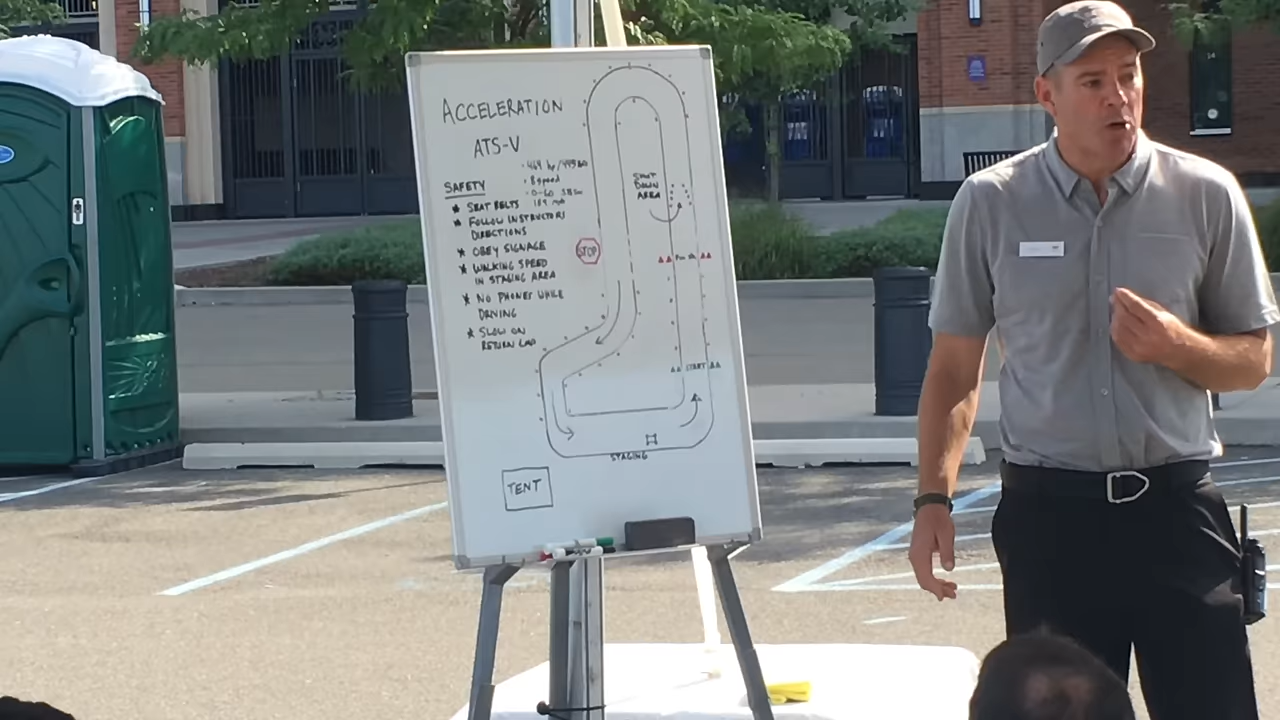 ACCELERATION
ATS-V
- 464 hp/445 lb
- 8 speed
- 0-60 3.8 sec
189 mph
SAFETY
★ SEAT BELTS
★ FOLLOW INSTRUCTORS
DIRECTIONS
★ OBEY SIGNAGE
★ WALKING SPEED
IN STAGING AREA
★ NO PHONES WHILE
DRIVING
★ SLOW ON
RETURN LAP
SHUT
DOWN
AREA
STOP
START
STAGING
TENT
14